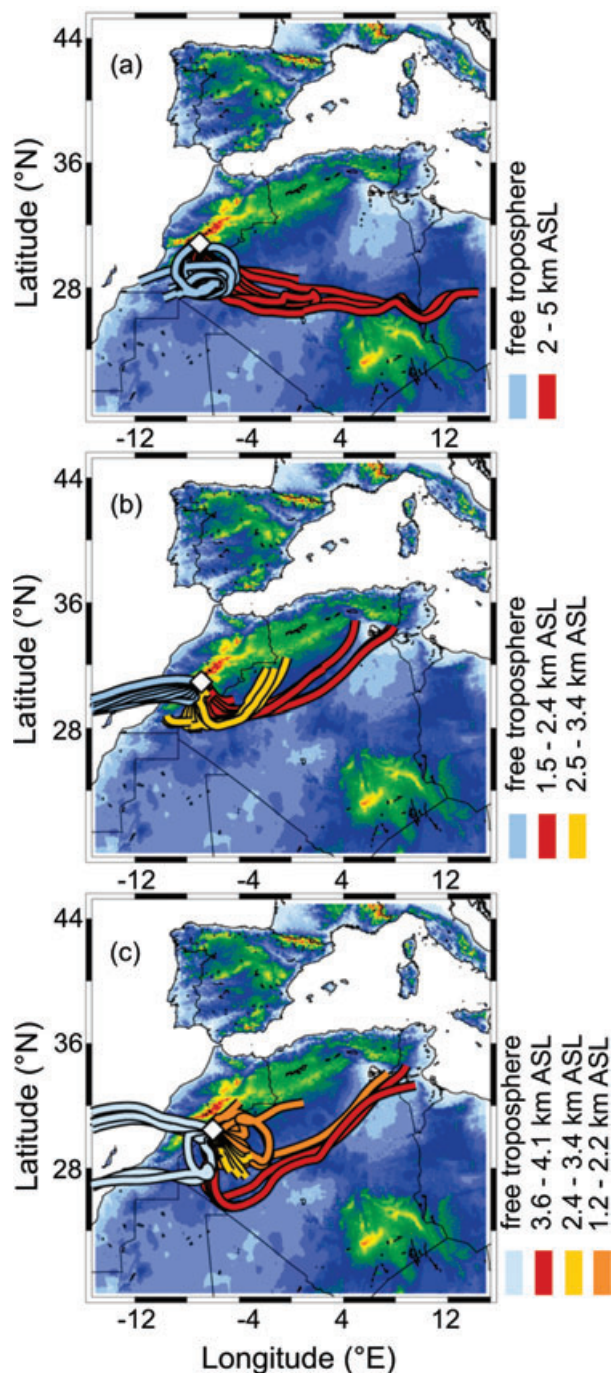 (a)
44
36
28
Latitude (°N)
-12 -4 4 12
free troposphere
2 - 5 km ASL
(b)
44
36
28
Latitude (°N)
-12 -4 4 12
free troposphere
1.5 - 2.4 km ASL
2.5 - 3.4 km ASL
(c)
44
36
28
Latitude (°N)
-12 -4 4 12
Longitude (°E)
free troposphere
3.6 - 4.1 km ASL
2.4 - 3.4 km ASL
1.2 - 2.2 km ASL